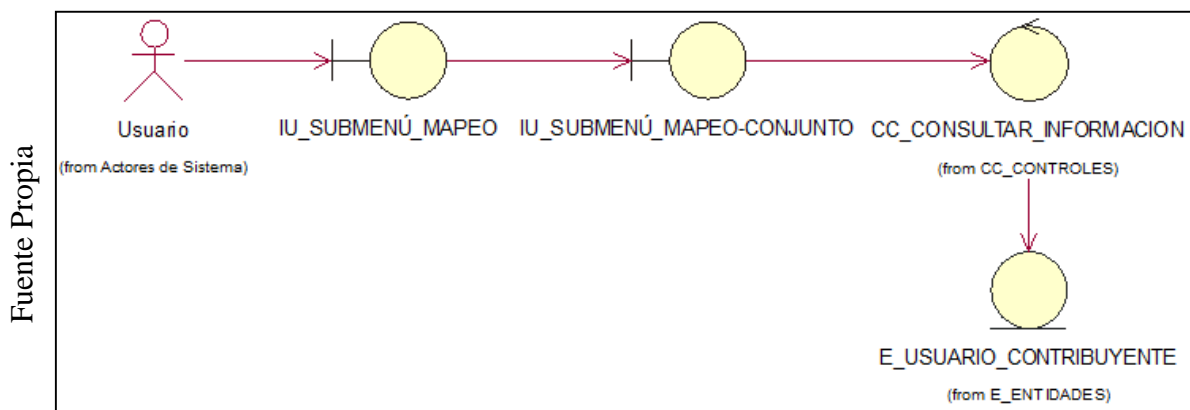 Fuente Propia
Usuario
(from Actores de Sistema)
IU_SUBMENÚ_MAPEO
IU_SUBMENÚ_MAPEO-CONJUNTO
CC_CONSULTAR_INFORMACION
(from CC_CONTROLES)
E_USUARIO_CONTRIBUYENTE
(from E_ENTIDADES)